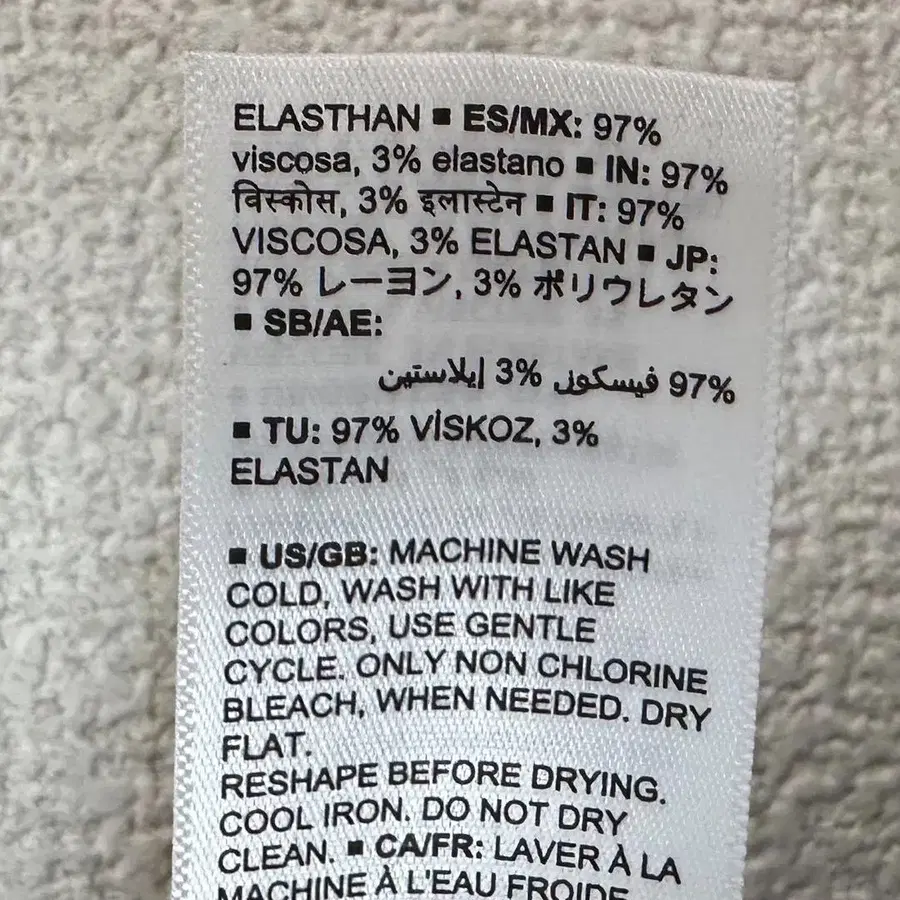 ELASTHAN ■ ES/MX: 97%
viscosa, 3% elastano ■ IN: 97%
विस्कोस, 3% इलास्टेन ■ IT: 97%
VISCOSA, 3% ELASTAN ■ JP:
97% レーヨン, 3% ポリウレタン
■ SB/AE:
97% فيسكوز, 3% إيلاستين
■ TU: 97% VİSKOZ, 3%
ELASTAN
■ US/GB: MACHINE WASH
COLD, WASH WITH LIKE
COLORS, USE GENTLE
CYCLE. ONLY NON CHLORINE
BLEACH, WHEN NEEDED. DRY
FLAT.
RESHAPE BEFORE DRYING.
COOL IRON. DO NOT DRY
CLEAN. ■ CA/FR: LAVER À LA
MACHINE À L'EAU FROIDE